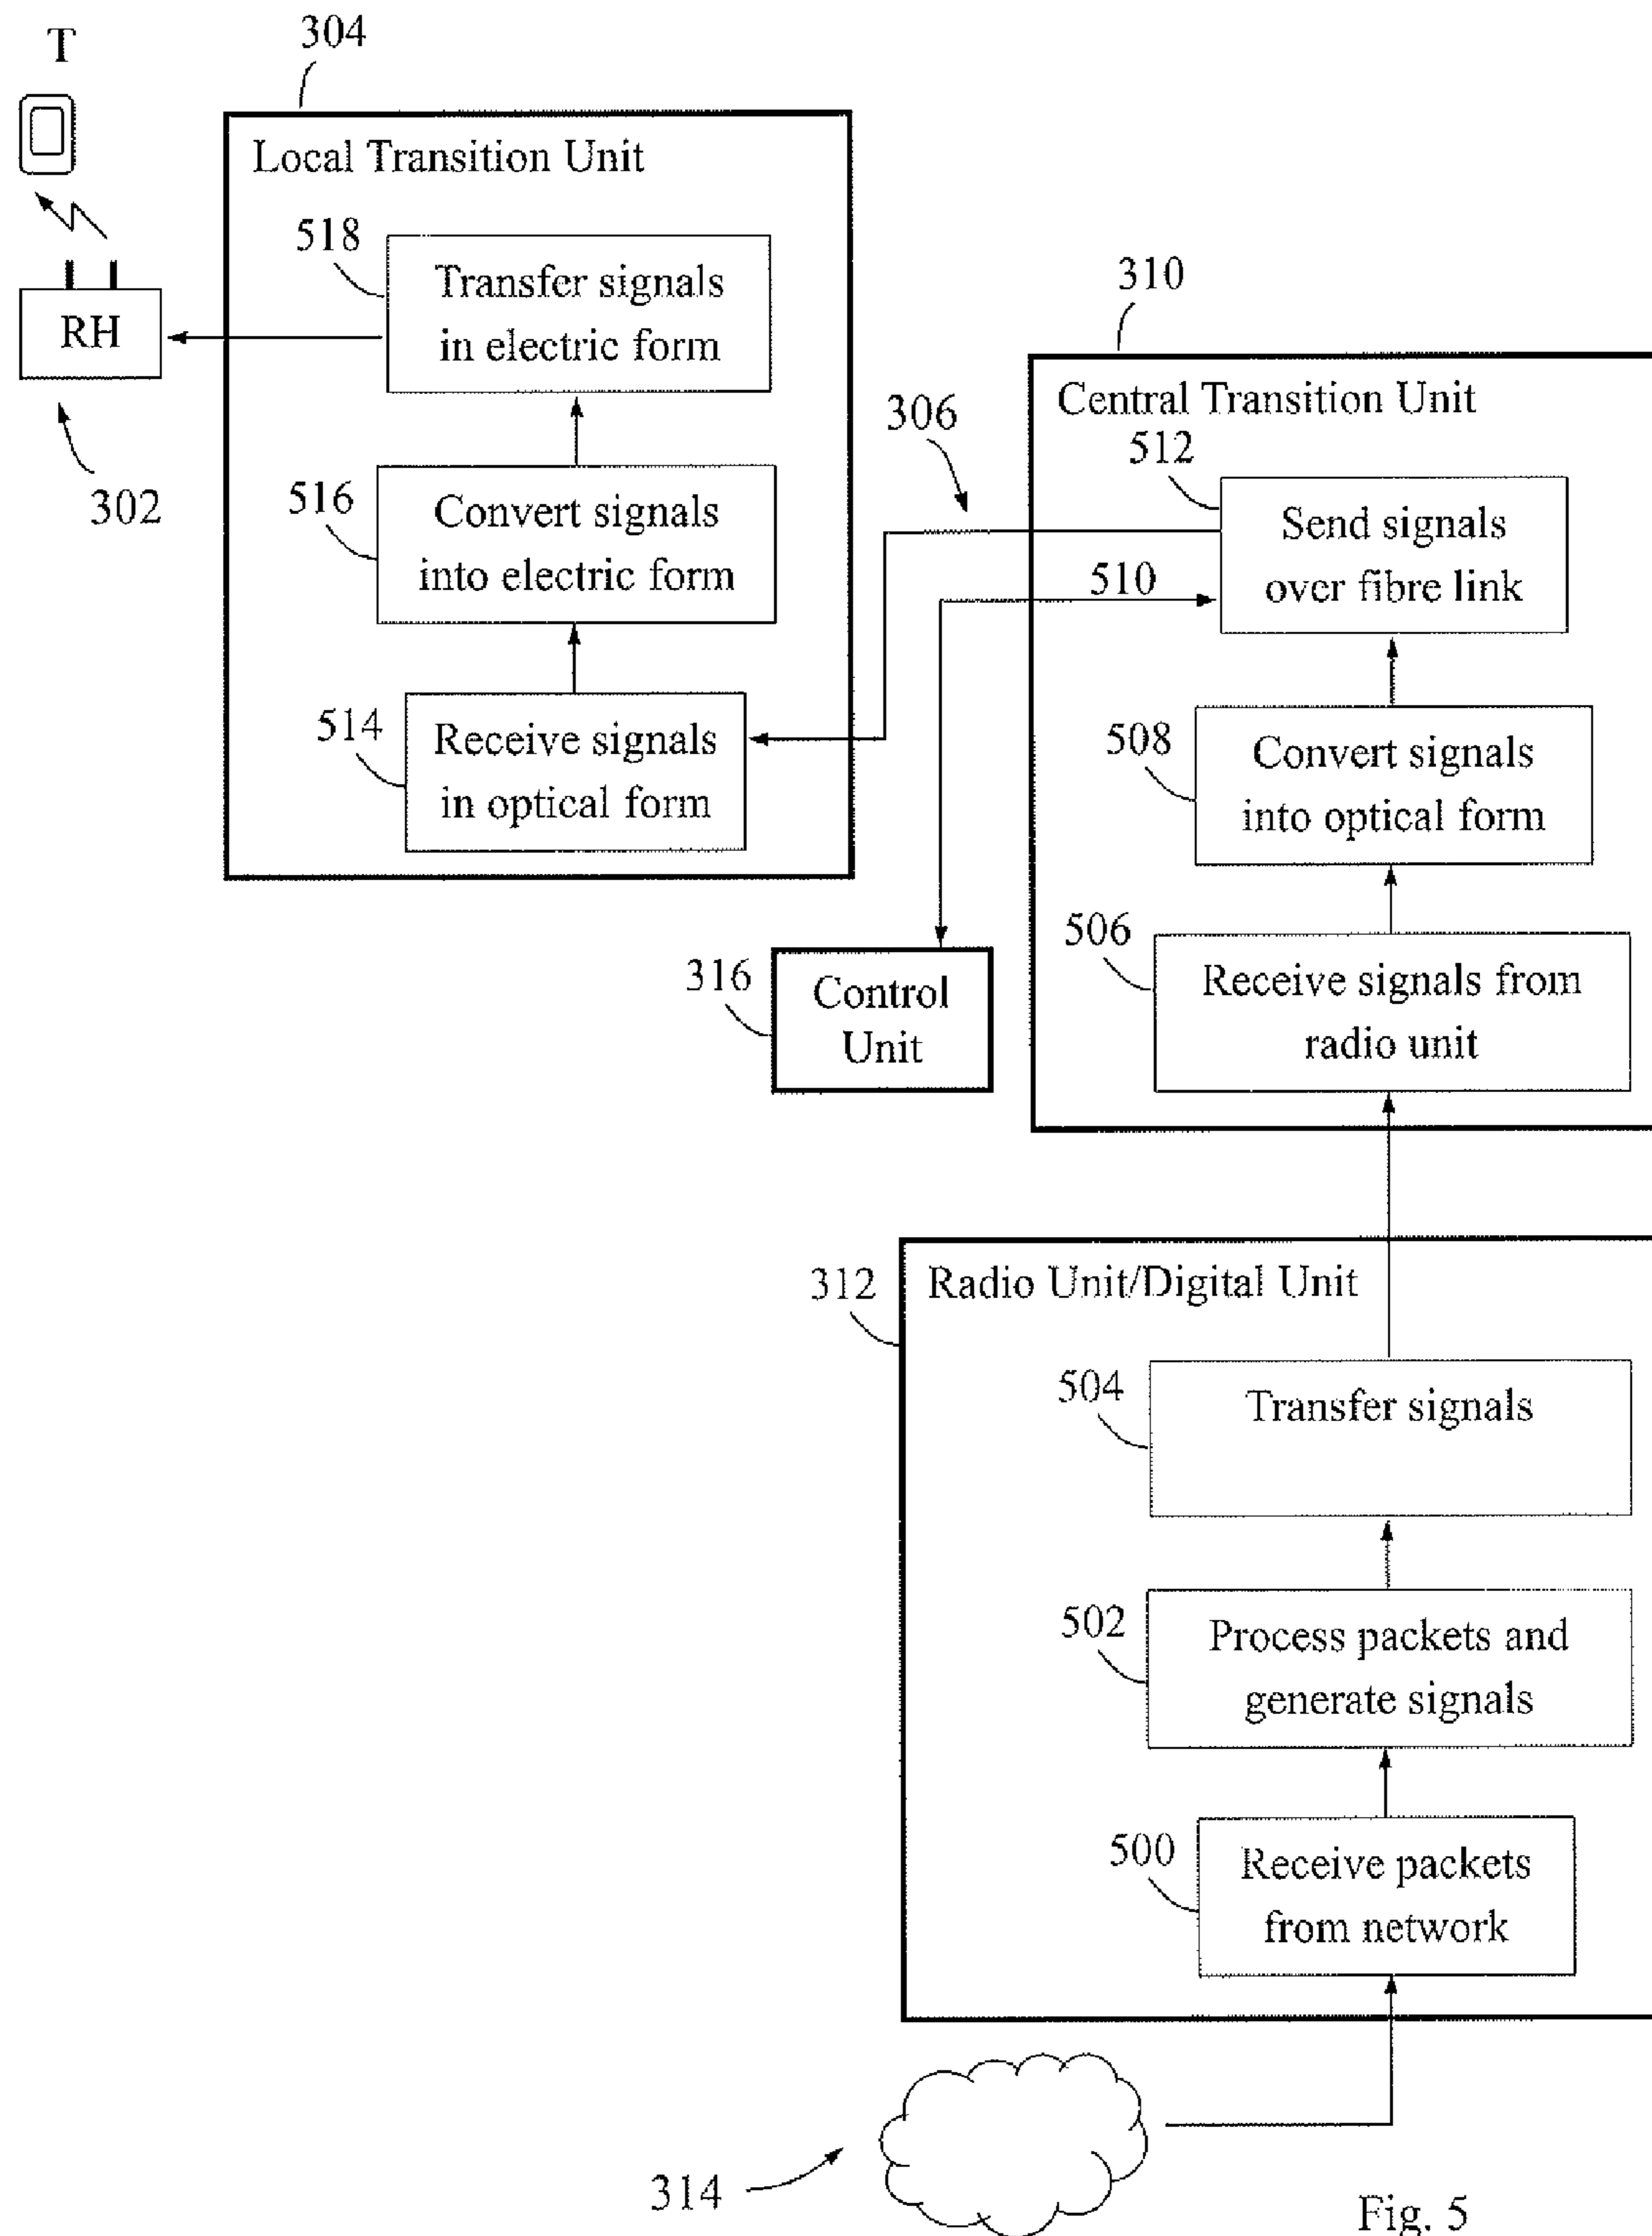 T
304
Local Transition Unit
518
Transfer signals
in electric form
RH
302
516
Convert signals
into electric form
514
Receive signals
in optical form
306
310
Central Transition Unit
512
Send signals
over fibre link
510
508
Convert signals
into optical form
506
Receive signals from
radio unit
316
Control
Unit
312
Radio Unit/Digital Unit
504
Transfer signals
502
Process packets and
generate signals
500
Receive packets
from network
314
Fig. 5